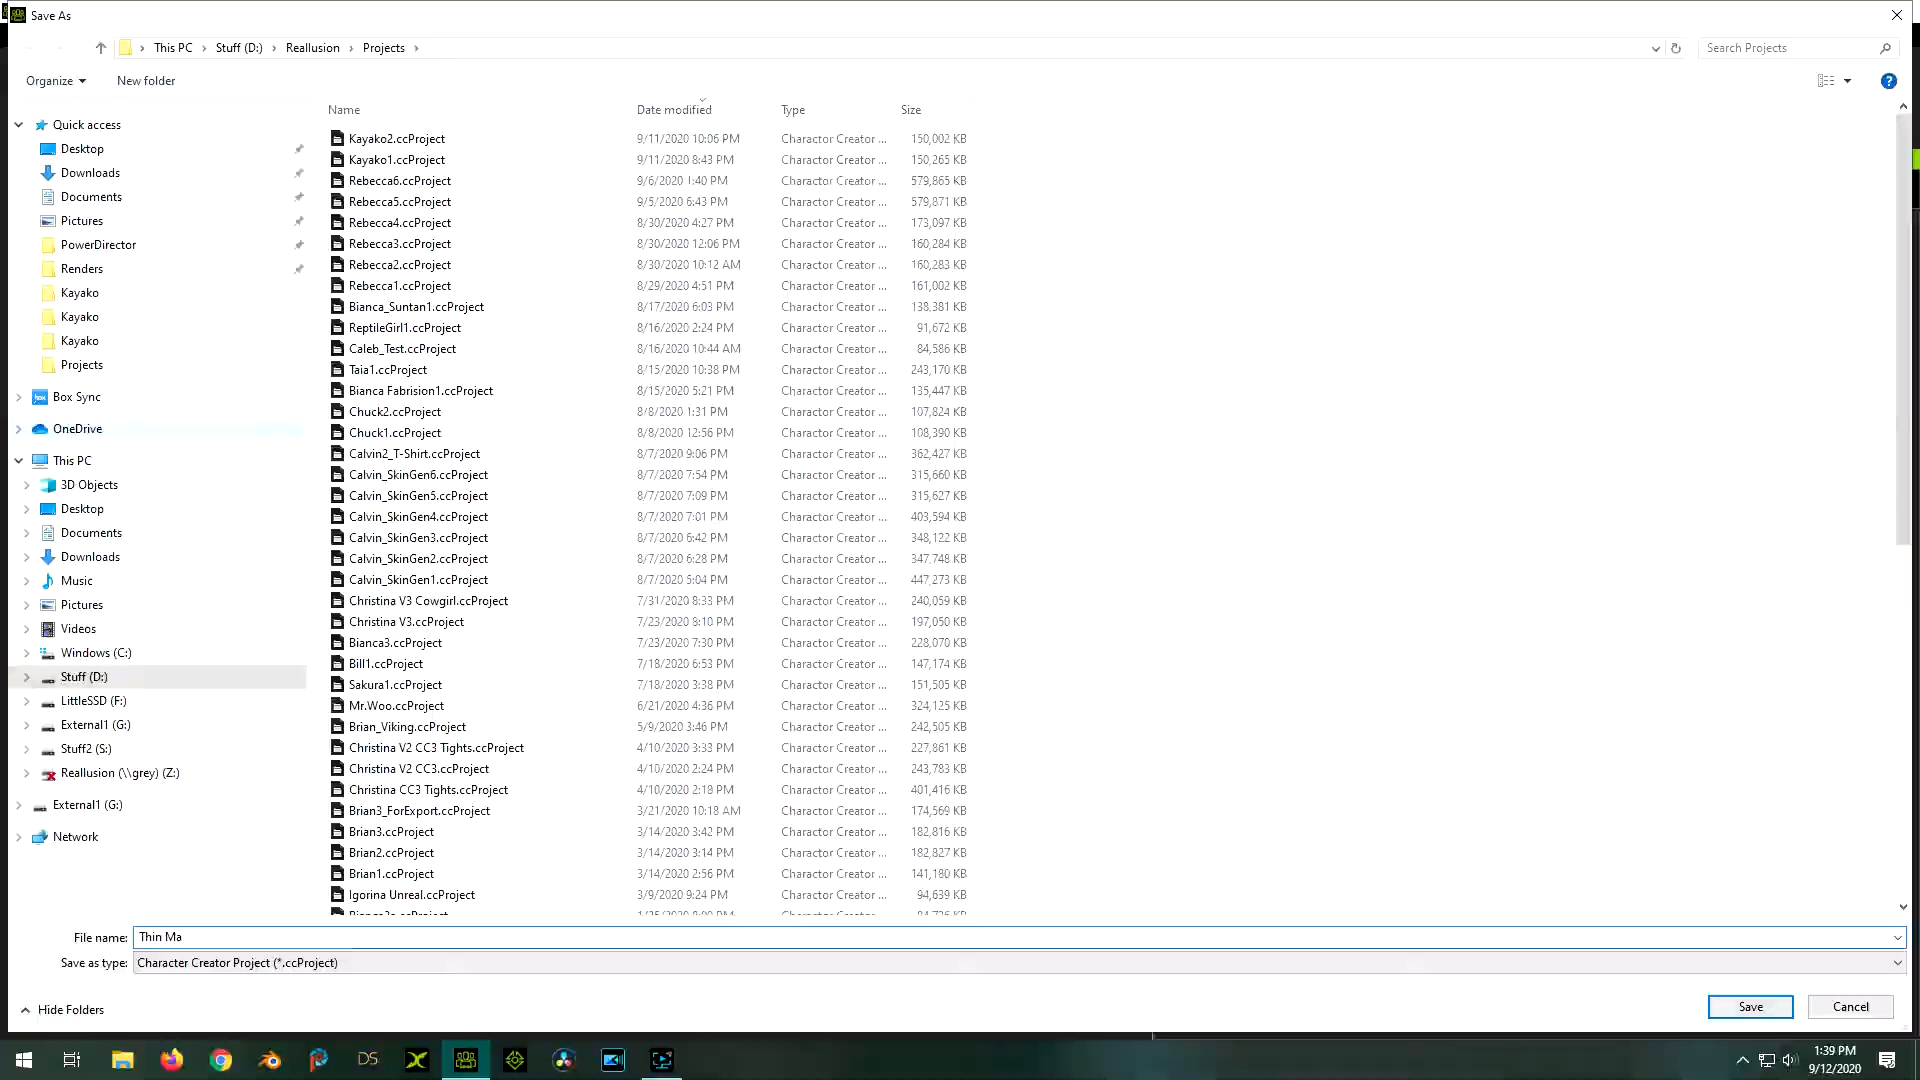 Save As
This PC > Stuff (D:) > Reallusion > Projects >
Search Projects
Organize
New folder
Name Date modified Type Size
Quick access
Desktop
Downloads
Documents
Pictures
PowerDirector
Renders
Kayako
Kayako
Kayako
Projects
Box Sync
OneDrive
This PC
3D Objects
Desktop
Documents
Downloads
Music
Pictures
Videos
Windows (C:)
Stuff (D:)
LittleSSD (F:)
External1 (G:)
Stuff2 (S:)
Reallusion (\\grey) (Z:)
External1 (G:)
Network
Kayako2.ccProject 9/11/2020 10:06 PM Charactor Creator ... 150,002 KB
Kayako1.ccProject 9/11/2020 8:43 PM Charactor Creator ... 150,265 KB
Rebecca6.ccProject 9/6/2020 1:40 PM Charactor Creator ... 579,865 KB
Rebecca5.ccProject 9/5/2020 6:43 PM Charactor Creator ... 579,871 KB
Rebecca4.ccProject 8/30/2020 4:27 PM Charactor Creator ... 173,097 KB
Rebecca3.ccProject 8/30/2020 12:06 PM Charactor Creator ... 160,284 KB
Rebecca2.ccProject 8/30/2020 10:12 AM Charactor Creator ... 160,283 KB
Rebecca1.ccProject 8/29/2020 4:51 PM Charactor Creator ... 161,002 KB
Bianca_Suntan1.ccProject 8/17/2020 6:03 PM Charactor Creator ... 138,381 KB
ReptileGirl1.ccProject 8/16/2020 2:24 PM Charactor Creator ... 91,672 KB
Caleb_Test.ccProject 8/16/2020 10:44 AM Charactor Creator ... 84,586 KB
Taia1.ccProject 8/15/2020 10:38 PM Charactor Creator ... 243,170 KB
Bianca Fabrision1.ccProject 8/15/2020 5:21 PM Charactor Creator ... 135,447 KB
Chuck2.ccProject 8/8/2020 1:31 PM Charactor Creator ... 107,824 KB
Chuck1.ccProject 8/8/2020 12:56 PM Charactor Creator ... 108,390 KB
Calvin2_T-Shirt.ccProject 8/7/2020 9:06 PM Charactor Creator ... 362,427 KB
Calvin_SkinGen6.ccProject 8/7/2020 7:54 PM Charactor Creator ... 315,660 KB
Calvin_SkinGen5.ccProject 8/7/2020 7:09 PM Charactor Creator ... 315,627 KB
Calvin_SkinGen4.ccProject 8/7/2020 7:01 PM Charactor Creator ... 403,594 KB
Calvin_SkinGen3.ccProject 8/7/2020 6:42 PM Charactor Creator ... 348,122 KB
Calvin_SkinGen2.ccProject 8/7/2020 6:28 PM Charactor Creator ... 347,748 KB
Calvin_SkinGen1.ccProject 8/7/2020 5:04 PM Charactor Creator ... 447,273 KB
Christina V3 Cowgirl.ccProject 7/31/2020 8:33 PM Charactor Creator ... 240,059 KB
Christina V3.ccProject 7/23/2020 8:10 PM Charactor Creator ... 197,050 KB
Bianca3.ccProject 7/23/2020 7:30 PM Charactor Creator ... 228,070 KB
Bill1.ccProject 7/18/2020 6:53 PM Charactor Creator ... 147,174 KB
Sakura1.ccProject 7/18/2020 3:38 PM Charactor Creator ... 151,505 KB
Mr.Woo.ccProject 6/21/2020 4:36 PM Charactor Creator ... 324,125 KB
Brian_Viking.ccProject 5/9/2020 3:46 PM Charactor Creator ... 242,505 KB
Christina V2 CC3 Tights.ccProject 4/10/2020 3:33 PM Charactor Creator ... 227,861 KB
Christina V2 CC3.ccProject 4/10/2020 2:24 PM Charactor Creator ... 243,783 KB
Christina CC3 Tights.ccProject 4/10/2020 2:18 PM Charactor Creator ... 401,416 KB
Brian3_ForExport.ccProject 3/21/2020 10:18 AM Charactor Creator ... 174,569 KB
Brian3.ccProject 3/14/2020 3:42 PM Charactor Creator ... 182,816 KB
Brian2.ccProject 3/14/2020 3:14 PM Charactor Creator ... 182,827 KB
Brian1.ccProject 3/14/2020 2:56 PM Charactor Creator ... 141,180 KB
Igorina Unreal.ccProject 3/9/2020 9:24 PM Charactor Creator ... 94,639 KB
File name: Thin Ma
Save as type: Character Creator Project (*.ccProject)
Hide Folders
Save
Cancel
DS
1:39 PM
9/12/2020